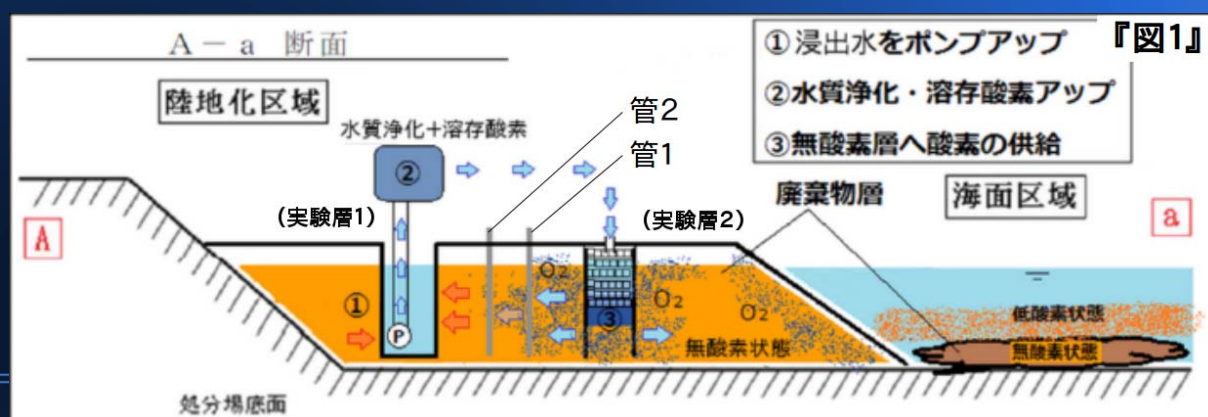 A－a 断面
『図1』
①浸出水をポンプアップ
②水質浄化・溶存酸素アップ
③無酸素層へ酸素の供給
陸地化区域
水質浄化+溶存酸素
管2
管1
②
廃棄物層
海面区域
A
(実験層1)
(実験層2)
a
O₂
O₂
O₂
①
P
③
無酸素状態
低酸素状態
無酸素状態
処分場底面